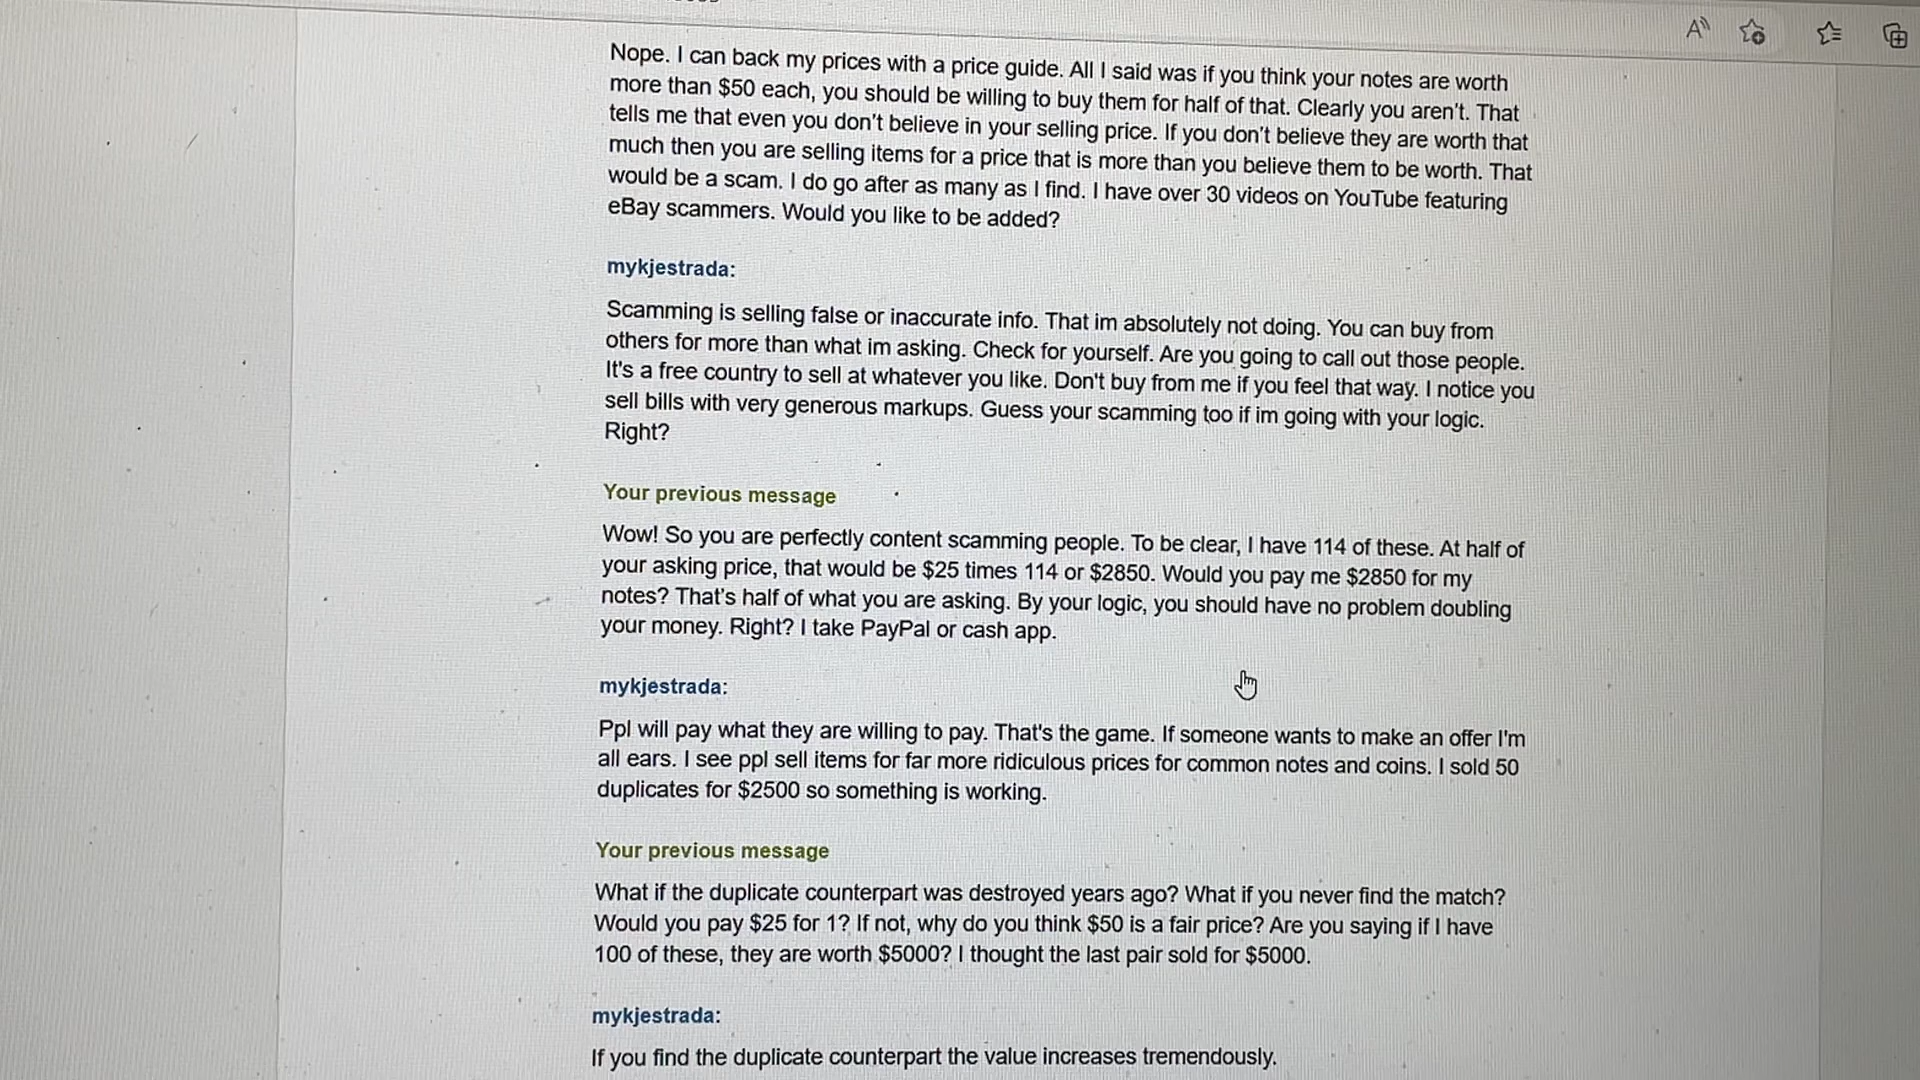 Nope. I can back my prices with a price guide. All I said was if you think your notes are worth
more than $50 each, you should be willing to buy them for half of that. Clearly you aren't. That
tells me that even you don't believe in your selling price. If you don't believe they are worth that
much then you are selling items for a price that is more than you believe them to be worth. That
would be a scam. I do go after as many as I find. I have over 30 videos on YouTube featuring
eBay scammers. Would you like to be added?
mykjestrada:
Scamming is selling false or inaccurate info. That im absolutely not doing. You can buy from
others for more than what im asking. Check for yourself. Are you going to call out those people.
It's a free country to sell at whatever you like. Don't buy from me if you feel that way. I notice you
sell bills with very generous markups. Guess your scamming too if im going with your logic.
Right?
Your previous message
Wow! So you are perfectly content scamming people. To be clear, I have 114 of these. At half of
your asking price, that would be $25 times 114 or $2850. Would you pay me $2850 for my
notes? That's half of what you are asking. By your logic, you should have no problem doubling
your money. Right? I take PayPal or cash app.
mykjestrada:
Ppl will pay what they are willing to pay. That's the game. If someone wants to make an offer I'm
all ears. I see ppl sell items for far more ridiculous prices for common notes and coins. I sold 50
duplicates for $2500 so something is working.
Your previous message
What if the duplicate counterpart was destroyed years ago? What if you never find the match?
Would you pay $25 for 1? If not, why do you think $50 is a fair price? Are you saying if I have
100 of these, they are worth $5000? I thought the last pair sold for $5000.
mykjestrada:
If you find the duplicate counterpart the value increases tremendously.